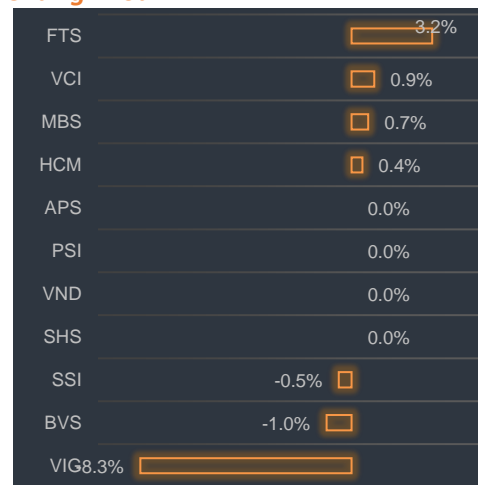 FTS 3.2%
VCI 0.9%
MBS 0.7%
HCM 0.4%
APS 0.0%
PSI 0.0%
VND 0.0%
SHS 0.0%
SSI -0.5%
BVS -1.0%
VIG -8.3%